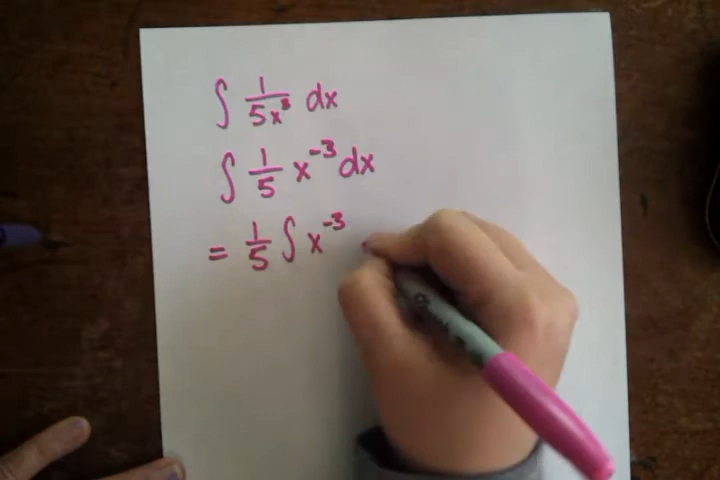 ∫ 1/5x³ dx
∫ 1/5 x⁻³ dx
= 1/5 ∫ x⁻³